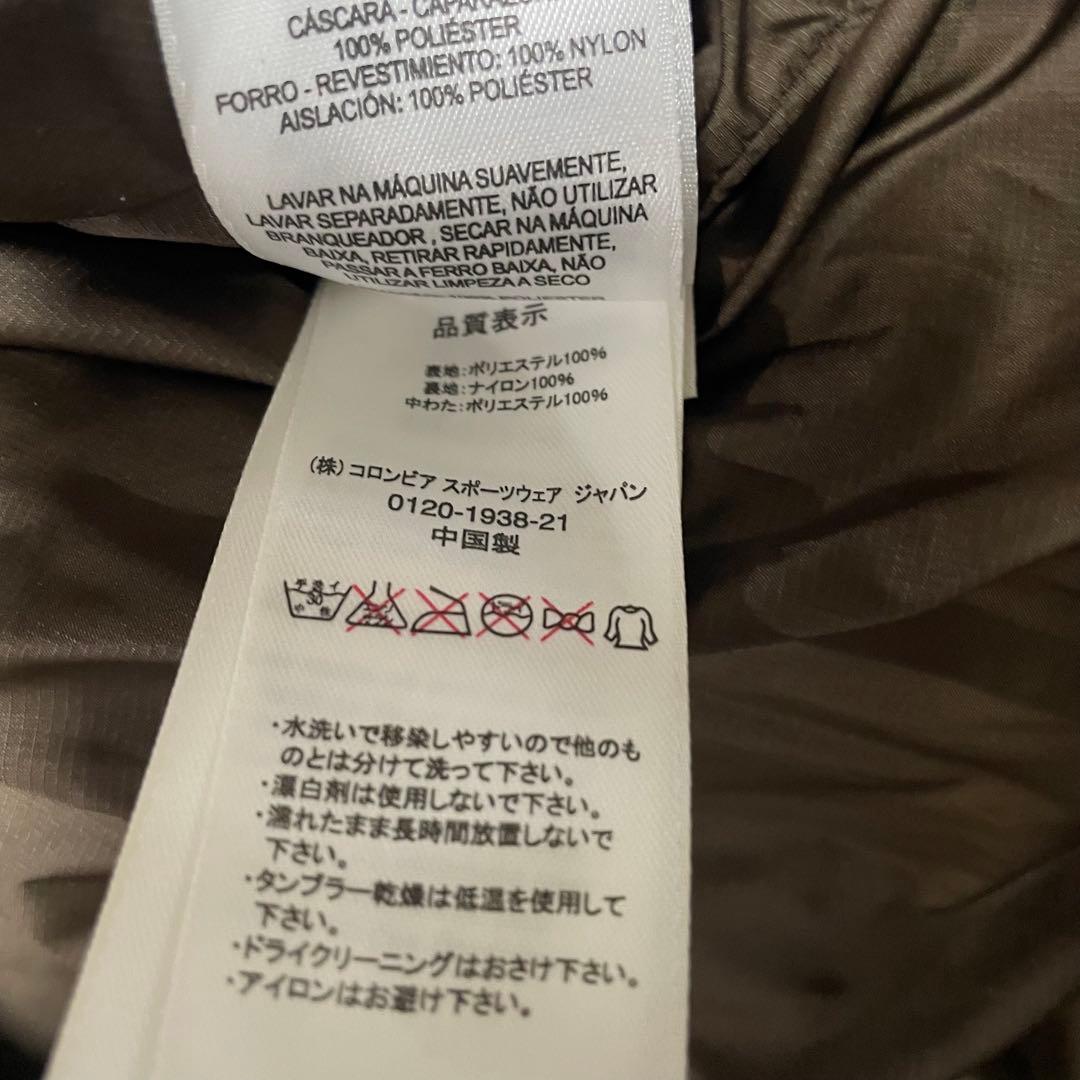 CÁSCARA - CAPARAZÓN
100% POLIÉSTER
FORRO - REVESTIMIENTO: 100% NYLON
AISLACIÓN: 100% POLIÉSTER
LAVAR NA MÁQUINA SUAVEMENTE,
LAVAR SEPARADAMENTE, NÃO UTILIZAR
BRANQUEADOR , SECAR NA MÁQUINA
BAIXA, RETIRAR RAPIDAMENTE,
PASSAR A FERRO BAIXA, NÃO
UTILIZAR LIMPEZA A SECO
100% POLIESTER
品質表示
表地:ポリエステル100%
裏地:ナイロン100%
中わた:ポリエステル100%
(株) コロンビア スポーツウェア ジャパン
0120-1938-21
中国製
手洗イ
30
・水洗いで移染しやすいので他のも
のとは分けて洗って下さい。
・漂白剤は使用しないで下さい。
・濡れたまま長時間放置しないで
下さい。
・タンブラー乾燥は低温を使用して
下さい。
・ドライクリーニングはおさけ下さい。
・アイロンはお避け下さい。